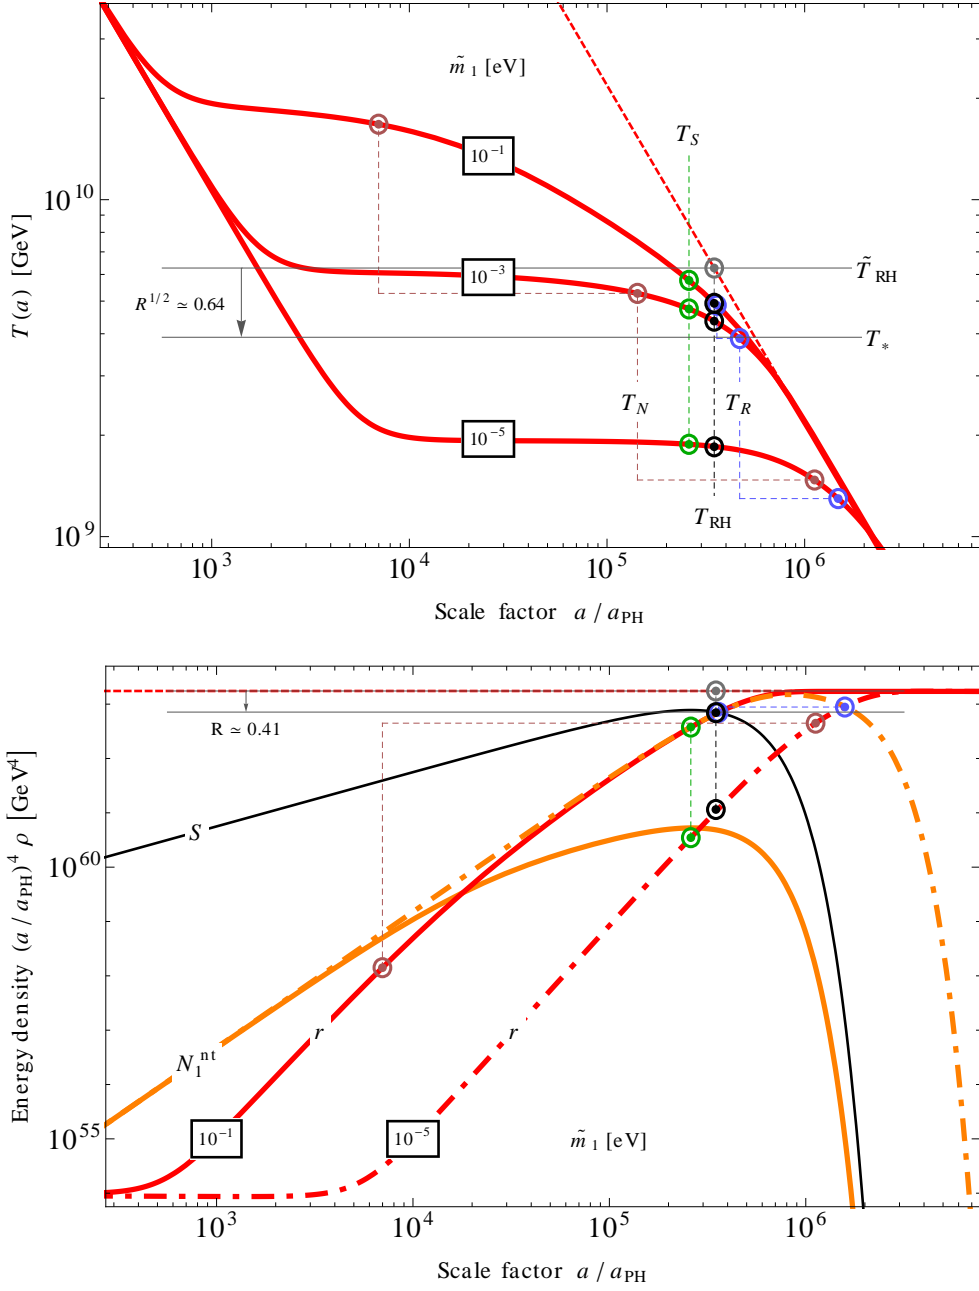 m̃ 1 [eV]
T_S
10^-1
10^10
T(a) [GeV]
T̃_RH
10^-3
R^1/2 ≃ 0.64
T_*
T_N
T_R
10^-5
T_RH
10^9
10^3
10^4
10^5
10^6
Scale factor a / a_PH
R ≃ 0.41
Energy density (a / a_PH)^4 ρ [GeV^4]
S
10^60
r
r
N_1^nt
10^55
10^-1
10^-5
m̃ 1 [eV]
10^3
10^4
10^5
10^6
Scale factor a / a_PH